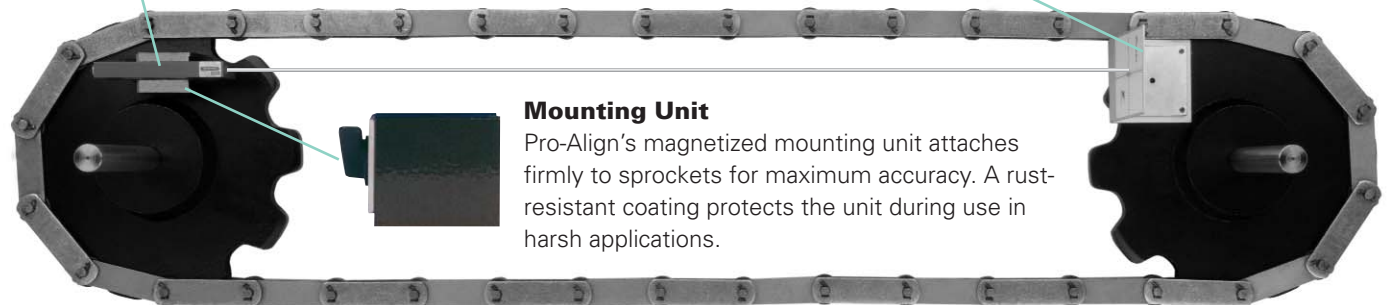 Mounting Unit
Pro-Align’s magnetized mounting unit attaches
firmly to sprockets for maximum accuracy. A rust-
resistant coating protects the unit during use in
harsh applications.